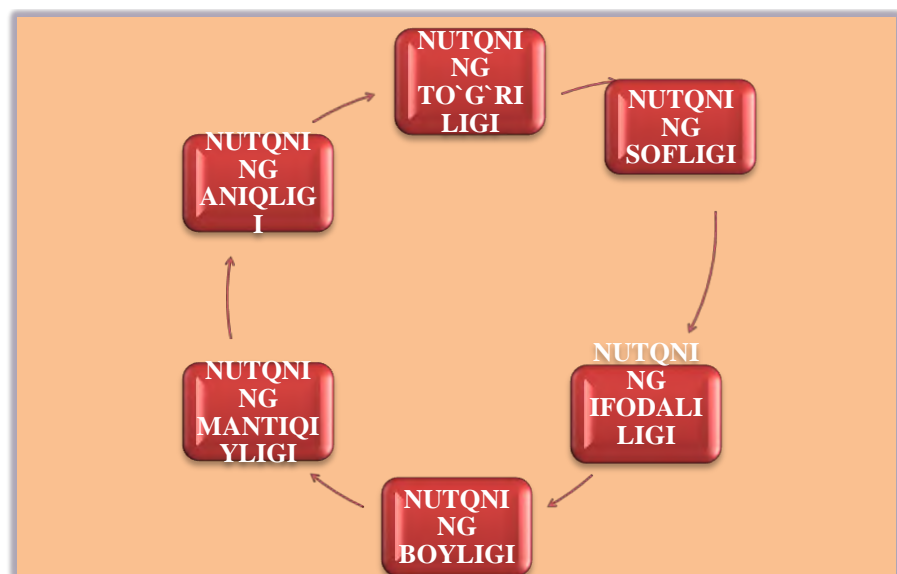 NUTQNI
NG
TO`G`RI
LIGI
NUTQNI
NG
SOFLIGI
NUTQNI
NG
IFODALI
LIGI
NUTQNI
NG
BOYLIGI
NUTQNI
NG
MANTIQI
YLIGI
NUTQNI
NG
ANIQLIG
I